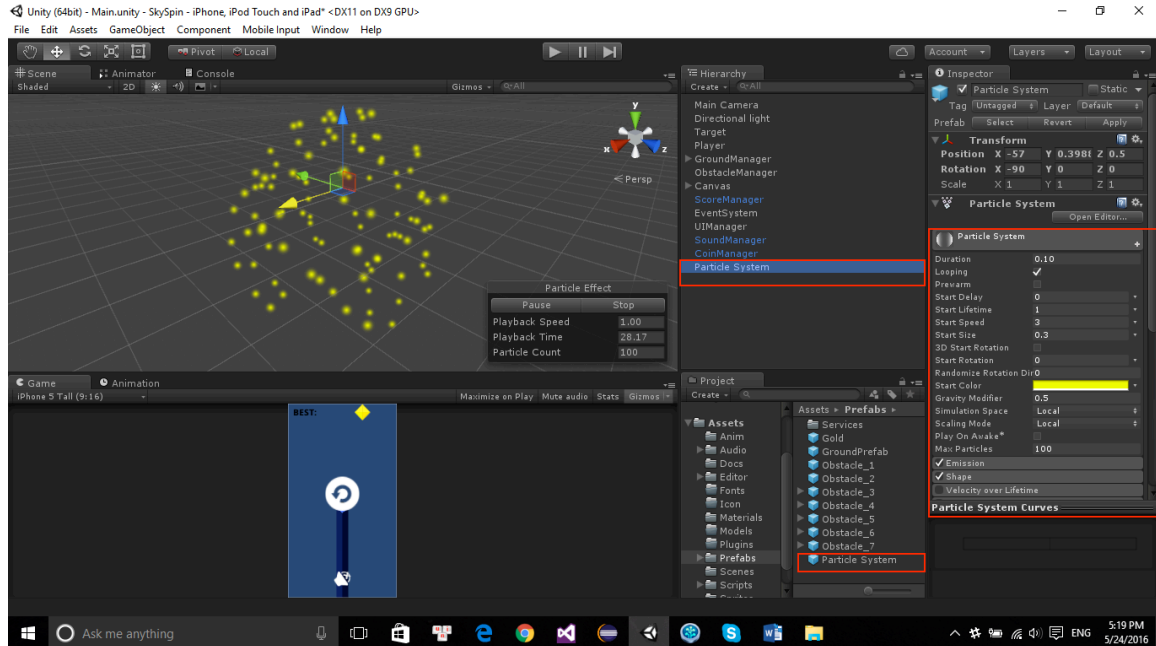 Unity (64bit) - Main.unity - SkySpin - iPhone, iPod Touch and iPad* <DX11 on DX9 GPU>
File Edit Assets GameObject Component Mobile Input Window Help
Pivot Local Account Layers Layout
Scene Animator Console
Shaded 2D Gizmos All
y
x z
Persp
Particle Effect
Pause Stop
Playback Speed 1.00
Playback Time 28.17
Particle Count 100
Game Animation
iPhone 5 Tall (9:16) Maximize on Play Mute audio Stats Gizmos
BEST:
Hierarchy
Create All
Main Camera
Directional light
Target
Player
GroundManager
ObstacleManager
Canvas
ScoreManager
EventSystem
UIManager
SoundManager
CoinManager
Particle System
Project
Create
Assets
Anim
Audio
Docs
Editor
Fonts
Icon
Materials
Models
Plugins
Prefabs
Scenes
Scripts
Assets Prefabs
Services
Gold
GroundPrefab
Obstacle_1
Obstacle_2
Obstacle_3
Obstacle_4
Obstacle_5
Obstacle_6
Obstacle_7
Particle System
Inspector
Particle System Static
Tag Untagged Layer Default
Prefab Select Revert Apply
Transform
Position X -57 Y 0.3981 Z 0.5
Rotation X -90 Y 0 Z 0
Scale X 1 Y 1 Z 1
Particle System
Open Editor...
Particle System
Duration 0.10
Looping
Prewarm
Start Delay 0
Start Lifetime 1
Start Speed 3
Start Size 0.3
3D Start Rotation
Start Rotation 0
Randomize Rotation Dir 0
Start Color
Gravity Modifier 0.5
Simulation Space Local
Scaling Mode Local
Play On Awake*
Max Particles 100
Emission
Shape
Velocity over Lifetime
Particle System Curves
Ask me anything
ENG
5:19 PM
5/24/2016